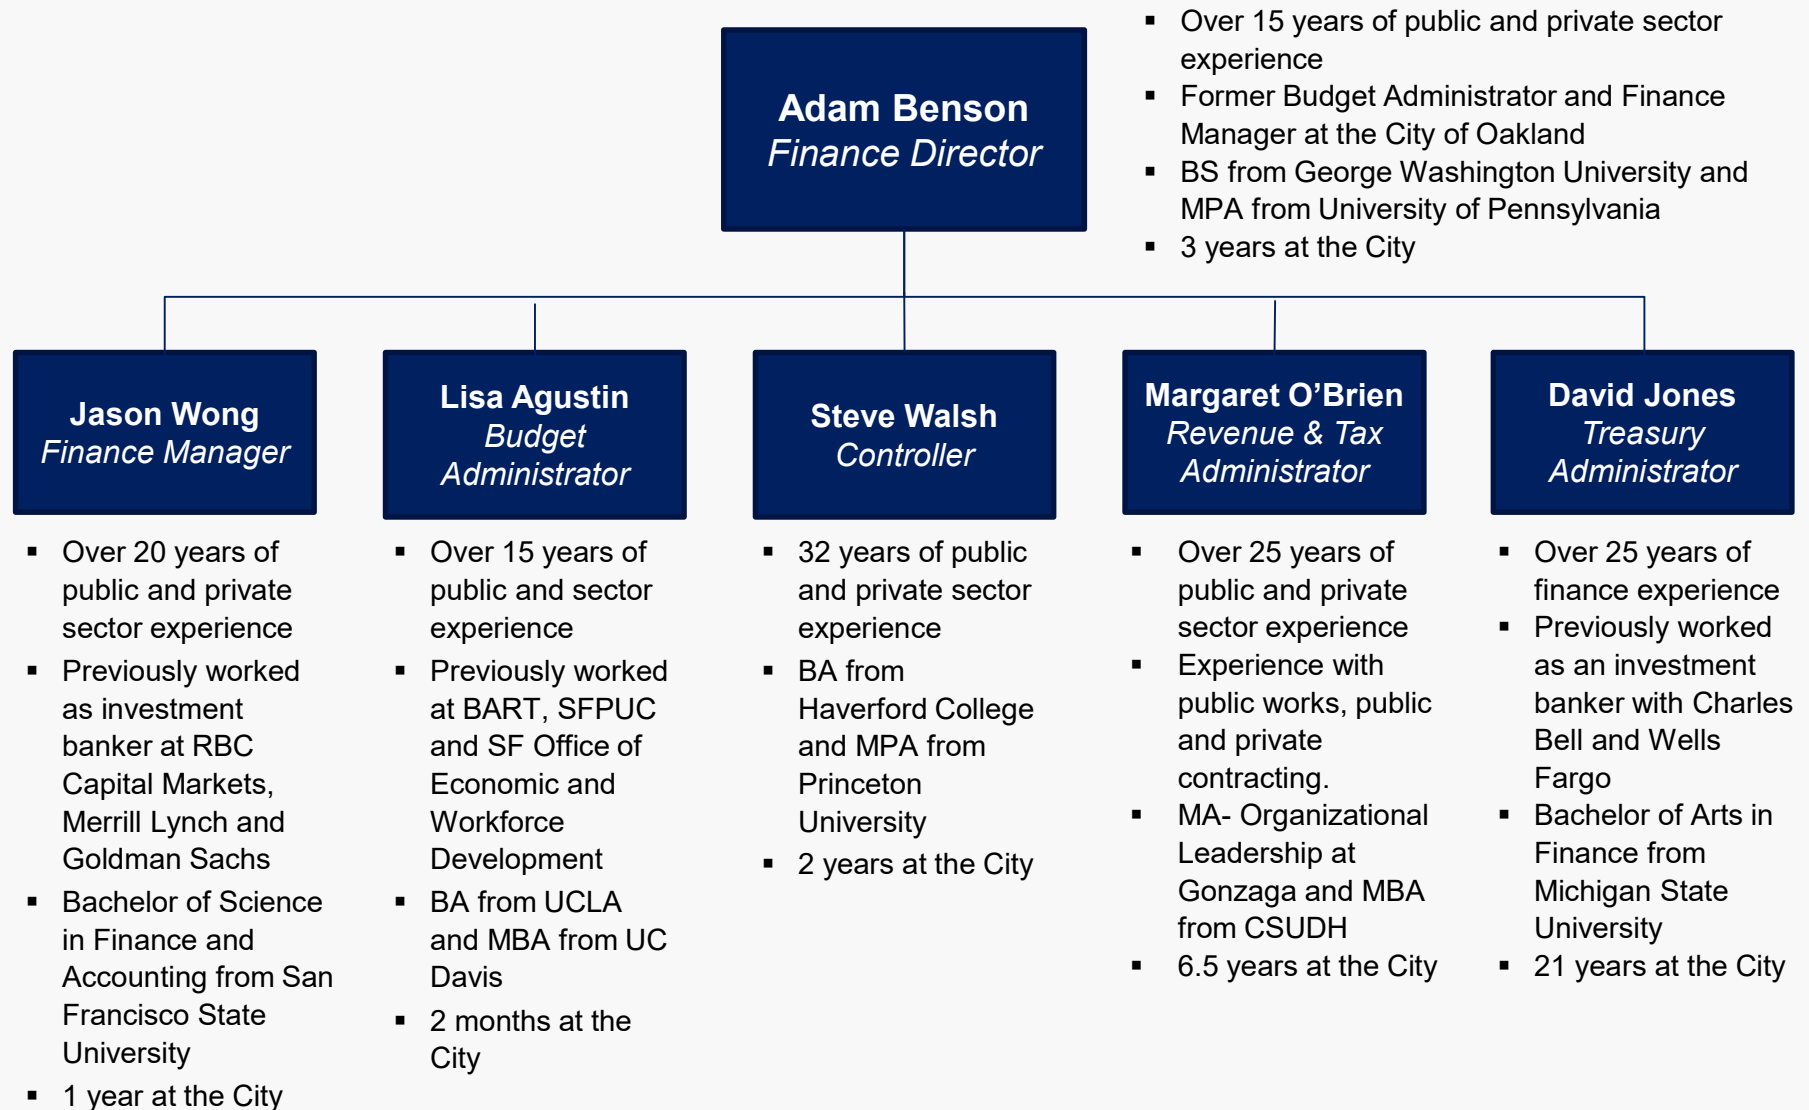 Adam Benson
Finance Director
▪ Over 15 years of public and private sector
experience
▪ Former Budget Administrator and Finance
Manager at the City of Oakland
▪ BS from George Washington University and
MPA from University of Pennsylvania
▪ 3 years at the City
Jason Wong
Finance Manager
▪ Over 20 years of
public and private
sector experience
▪ Previously worked
as investment
banker at RBC
Capital Markets,
Merrill Lynch and
Goldman Sachs
▪ Bachelor of Science
in Finance and
Accounting from San
Francisco State
University
▪ 1 year at the City
Lisa Agustin
Budget
Administrator
▪ Over 15 years of
public and sector
experience
▪ Previously worked
at BART, SFPUC
and SF Office of
Economic and
Workforce
Development
▪ BA from UCLA
and MBA from UC
Davis
▪ 2 months at the
City
Steve Walsh
Controller
▪ 32 years of public
and private sector
experience
▪ BA from
Haverford College
and MPA from
Princeton
University
▪ 2 years at the City
Margaret O’Brien
Revenue & Tax
Administrator
▪ Over 25 years of
public and private
sector experience
▪ Experience with
public works, public
and private
contracting.
▪ MA- Organizational
Leadership at
Gonzaga and MBA
from CSUDH
▪ 6.5 years at the City
David Jones
Treasury
Administrator
▪ Over 25 years of
finance experience
▪ Previously worked
as an investment
banker with Charles
Bell and Wells
Fargo
▪ Bachelor of Arts in
Finance from
Michigan State
University
▪ 21 years at the City